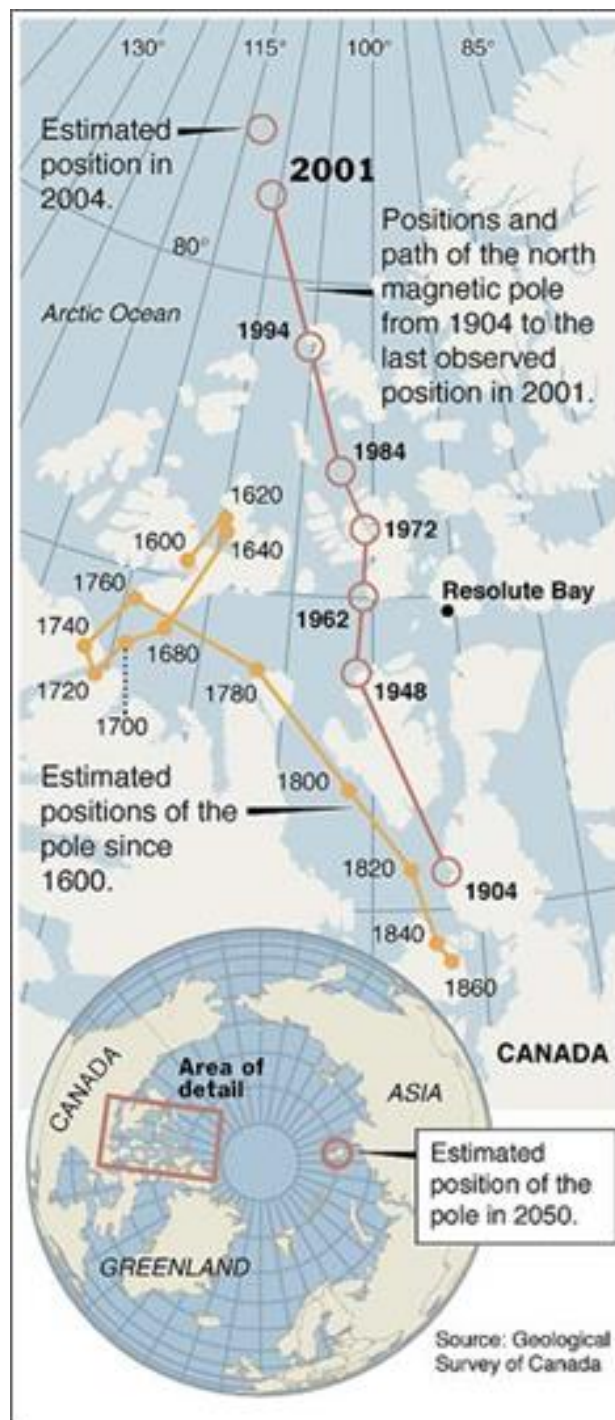 130°
115°
100°
85°
Estimated
position in
2004.
2001
80°
Positions and
path of the north
magnetic pole
from 1904 to the
last observed
position in 2001.
Arctic Ocean
1994
1984
1620
1600
1640
1972
1760
Resolute Bay
1962
1740
1680
1720
1780
1948
1700
Estimated
positions of the
pole since
1600.
1800
1820
1904
1840
1860
CANADA
Area of
detail
CANADA
ASIA
Estimated
position of the
pole in 2050.
GREENLAND
Source: Geological
Survey of Canada